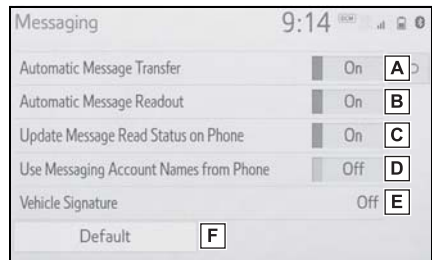 Messaging 9:14 DCM
Automatic Message Transfer On A
Automatic Message Readout On B
Update Message Read Status on Phone On C
Use Messaging Account Names from Phone Off D
Vehicle Signature Off E
Default F